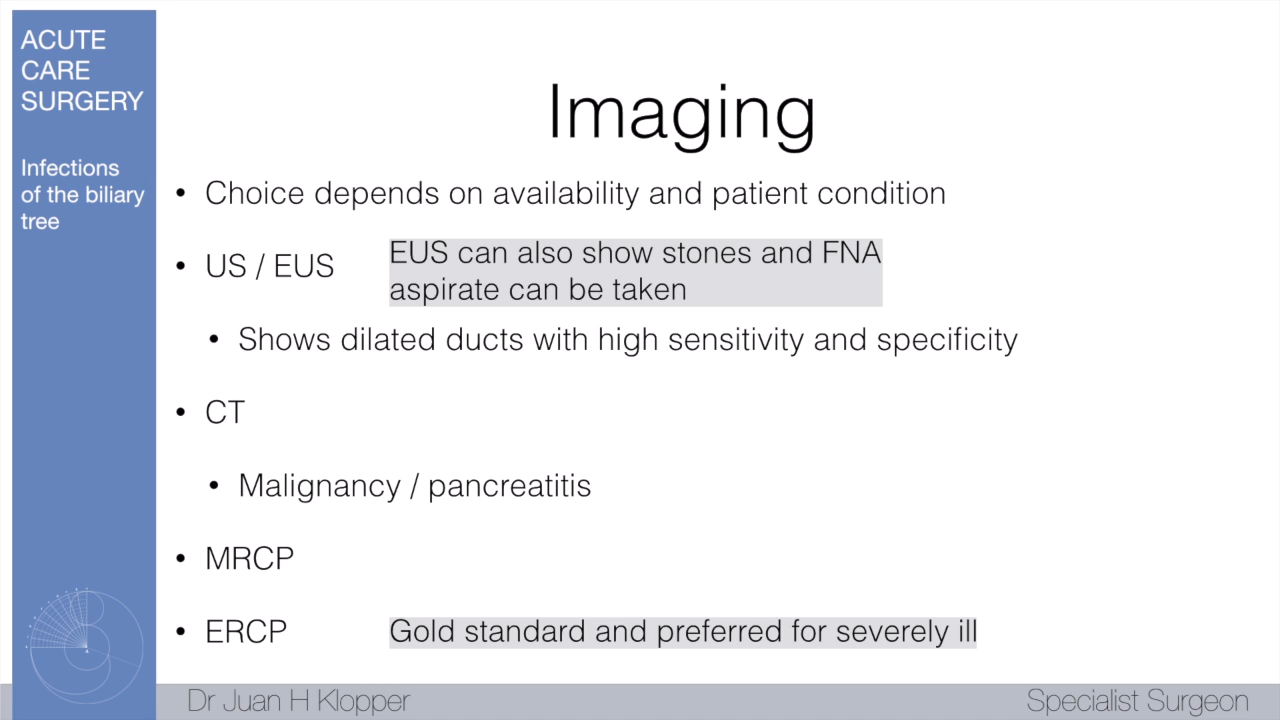 ACUTE
CARE
SURGERY
Infections
of the biliary
tree
Imaging
• Choice depends on availability and patient condition
• US / EUS
EUS can also show stones and FNA
aspirate can be taken
• Shows dilated ducts with high sensitivity and specificity
• CT
• Malignancy / pancreatitis
• MRCP
• ERCP
Gold standard and preferred for severely ill
Dr Juan H Klopper
Specialist Surgeon